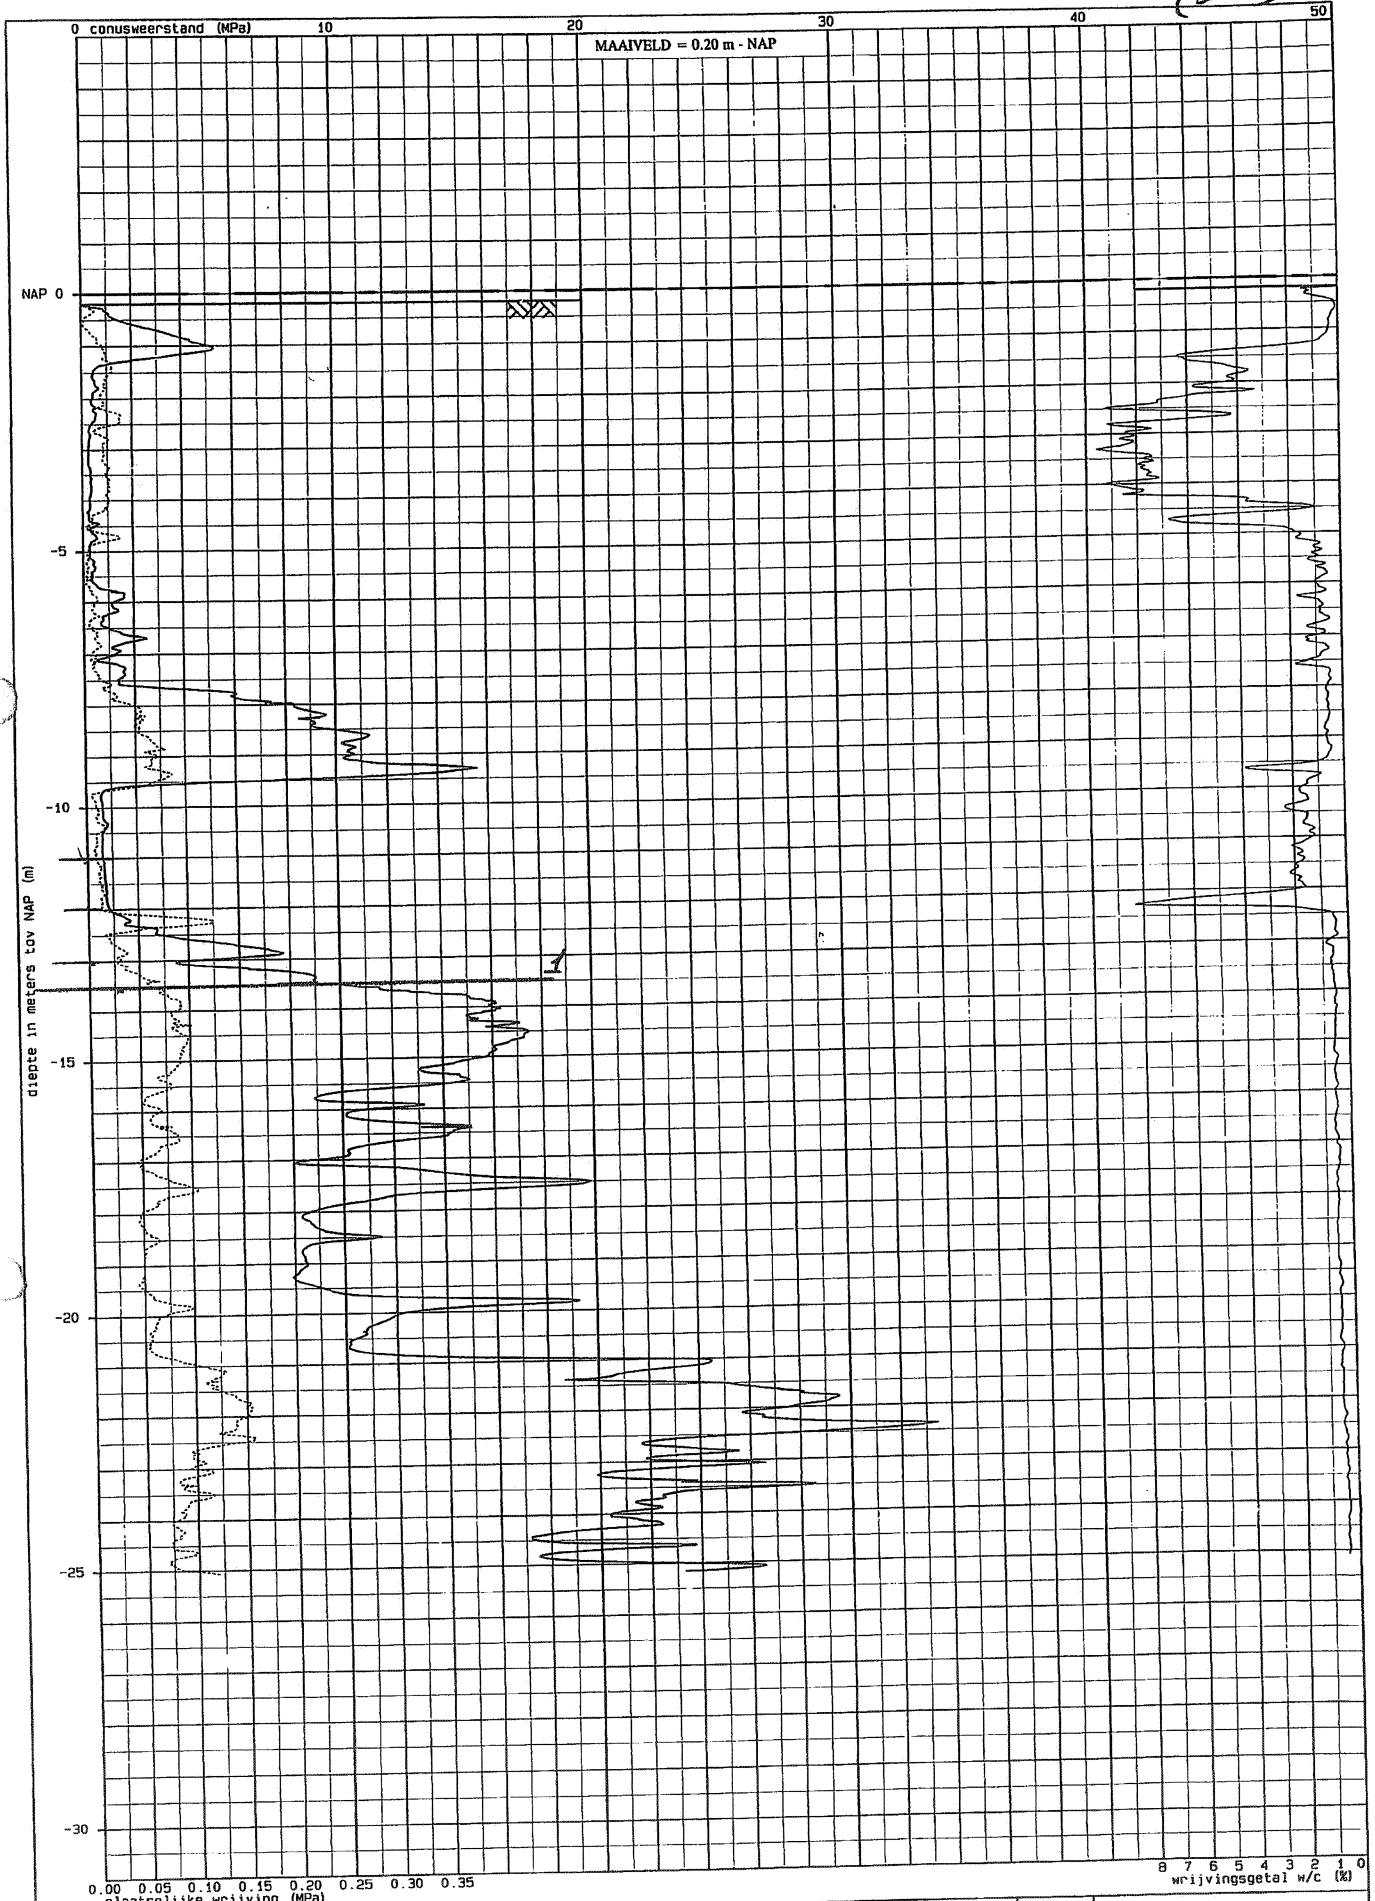 0 conusweerstand (MPa) 10 20 30 40 50
MAAIVELD = 0.20 m - NAP
NAP 0
-5
-10
diepte in meters tov NAP (m)
1
-15
-20
-25
-30
8 7 6 5 4 3 2 1 0
wrijvingsgetal w/c (%)
0.00 0.05 0.10 0.15 0.20 0.25 0.30 0.35
plaatselijke wrijving (MPa)